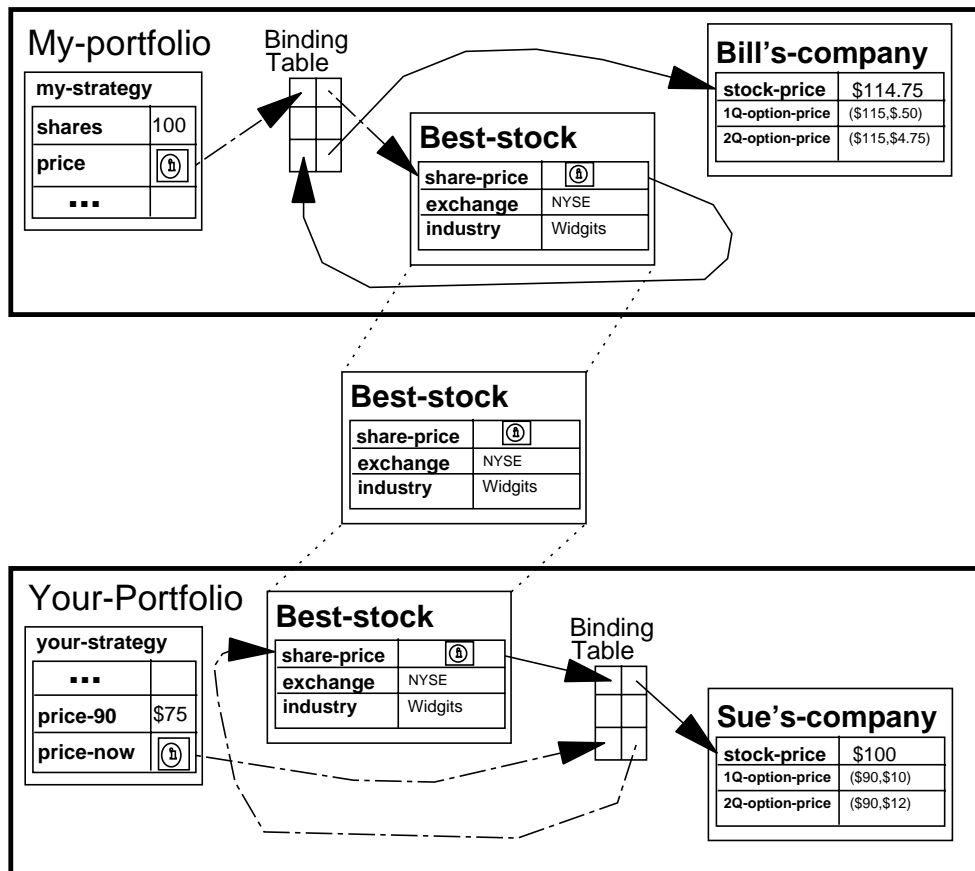 My-portfolio
Binding
Table
my-strategy
shares 100
price
...
Best-stock
share-price
exchange NYSE
industry Widgits
Bill's-company
stock-price $114.75
1Q-option-price ($115,$.50)
2Q-option-price ($115,$4.75)
Best-stock
share-price
exchange NYSE
industry Widgits
Your-Portfolio
your-strategy
...
price-90 $75
price-now
Best-stock
share-price
exchange NYSE
industry Widgits
Binding
Table
Sue's-company
stock-price $100
1Q-option-price ($90,$10)
2Q-option-price ($90,$12)